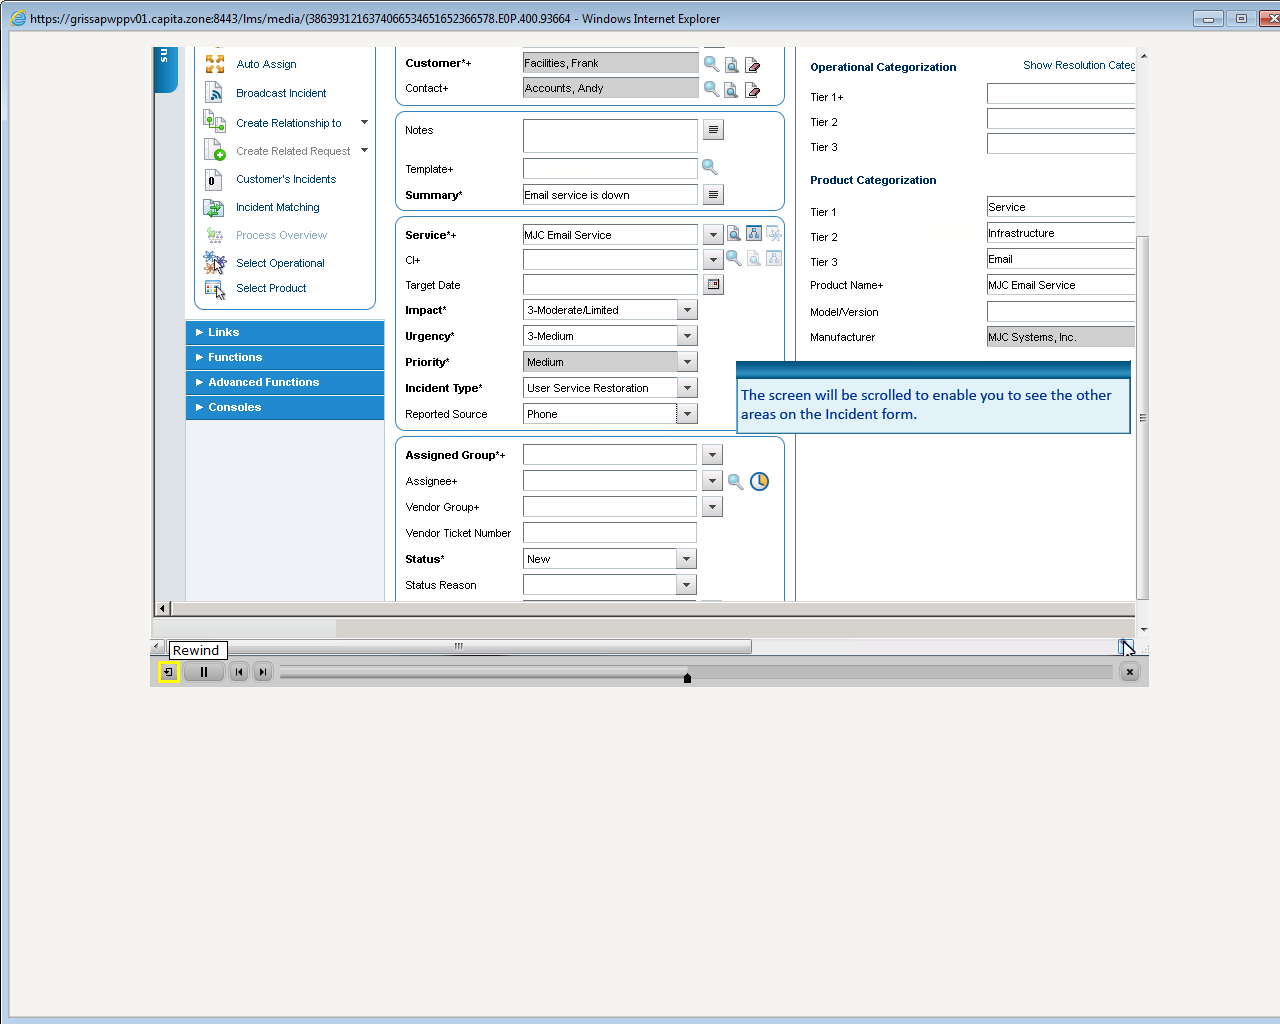 https://grissapwppv01.capita.zone:8443/lms/media/(3863931216374066534651652366578.E0P.400.93664 - Windows Internet Explorer
ns
Auto Assign
Broadcast Incident
Create Relationship to
Create Related Request
Customer's Incidents
Incident Matching
Process Overview
Select Operational
Select Product
Links
Functions
Advanced Functions
Consoles
Customer*+ Facilities, Frank
Contact+ Accounts, Andy
Notes
Template+
Summary* Email service is down
Service*+ MJC Email Service
CI+
Target Date
Impact* 3-Moderate/Limited
Urgency* 3-Medium
Priority* Medium
Incident Type* User Service Restoration
Reported Source Phone
Assigned Group*+
Assignee+
Vendor Group+
Vendor Ticket Number
Status* New
Status Reason
Operational Categorization Show Resolution Categ
Tier 1+
Tier 2
Tier 3
Product Categorization
Tier 1 Service
Tier 2 Infrastructure
Tier 3 Email
Product Name+ MJC Email Service
Model/Version
Manufacturer MJC Systems, Inc.
The screen will be scrolled to enable you to see the other
areas on the Incident form.
Rewind